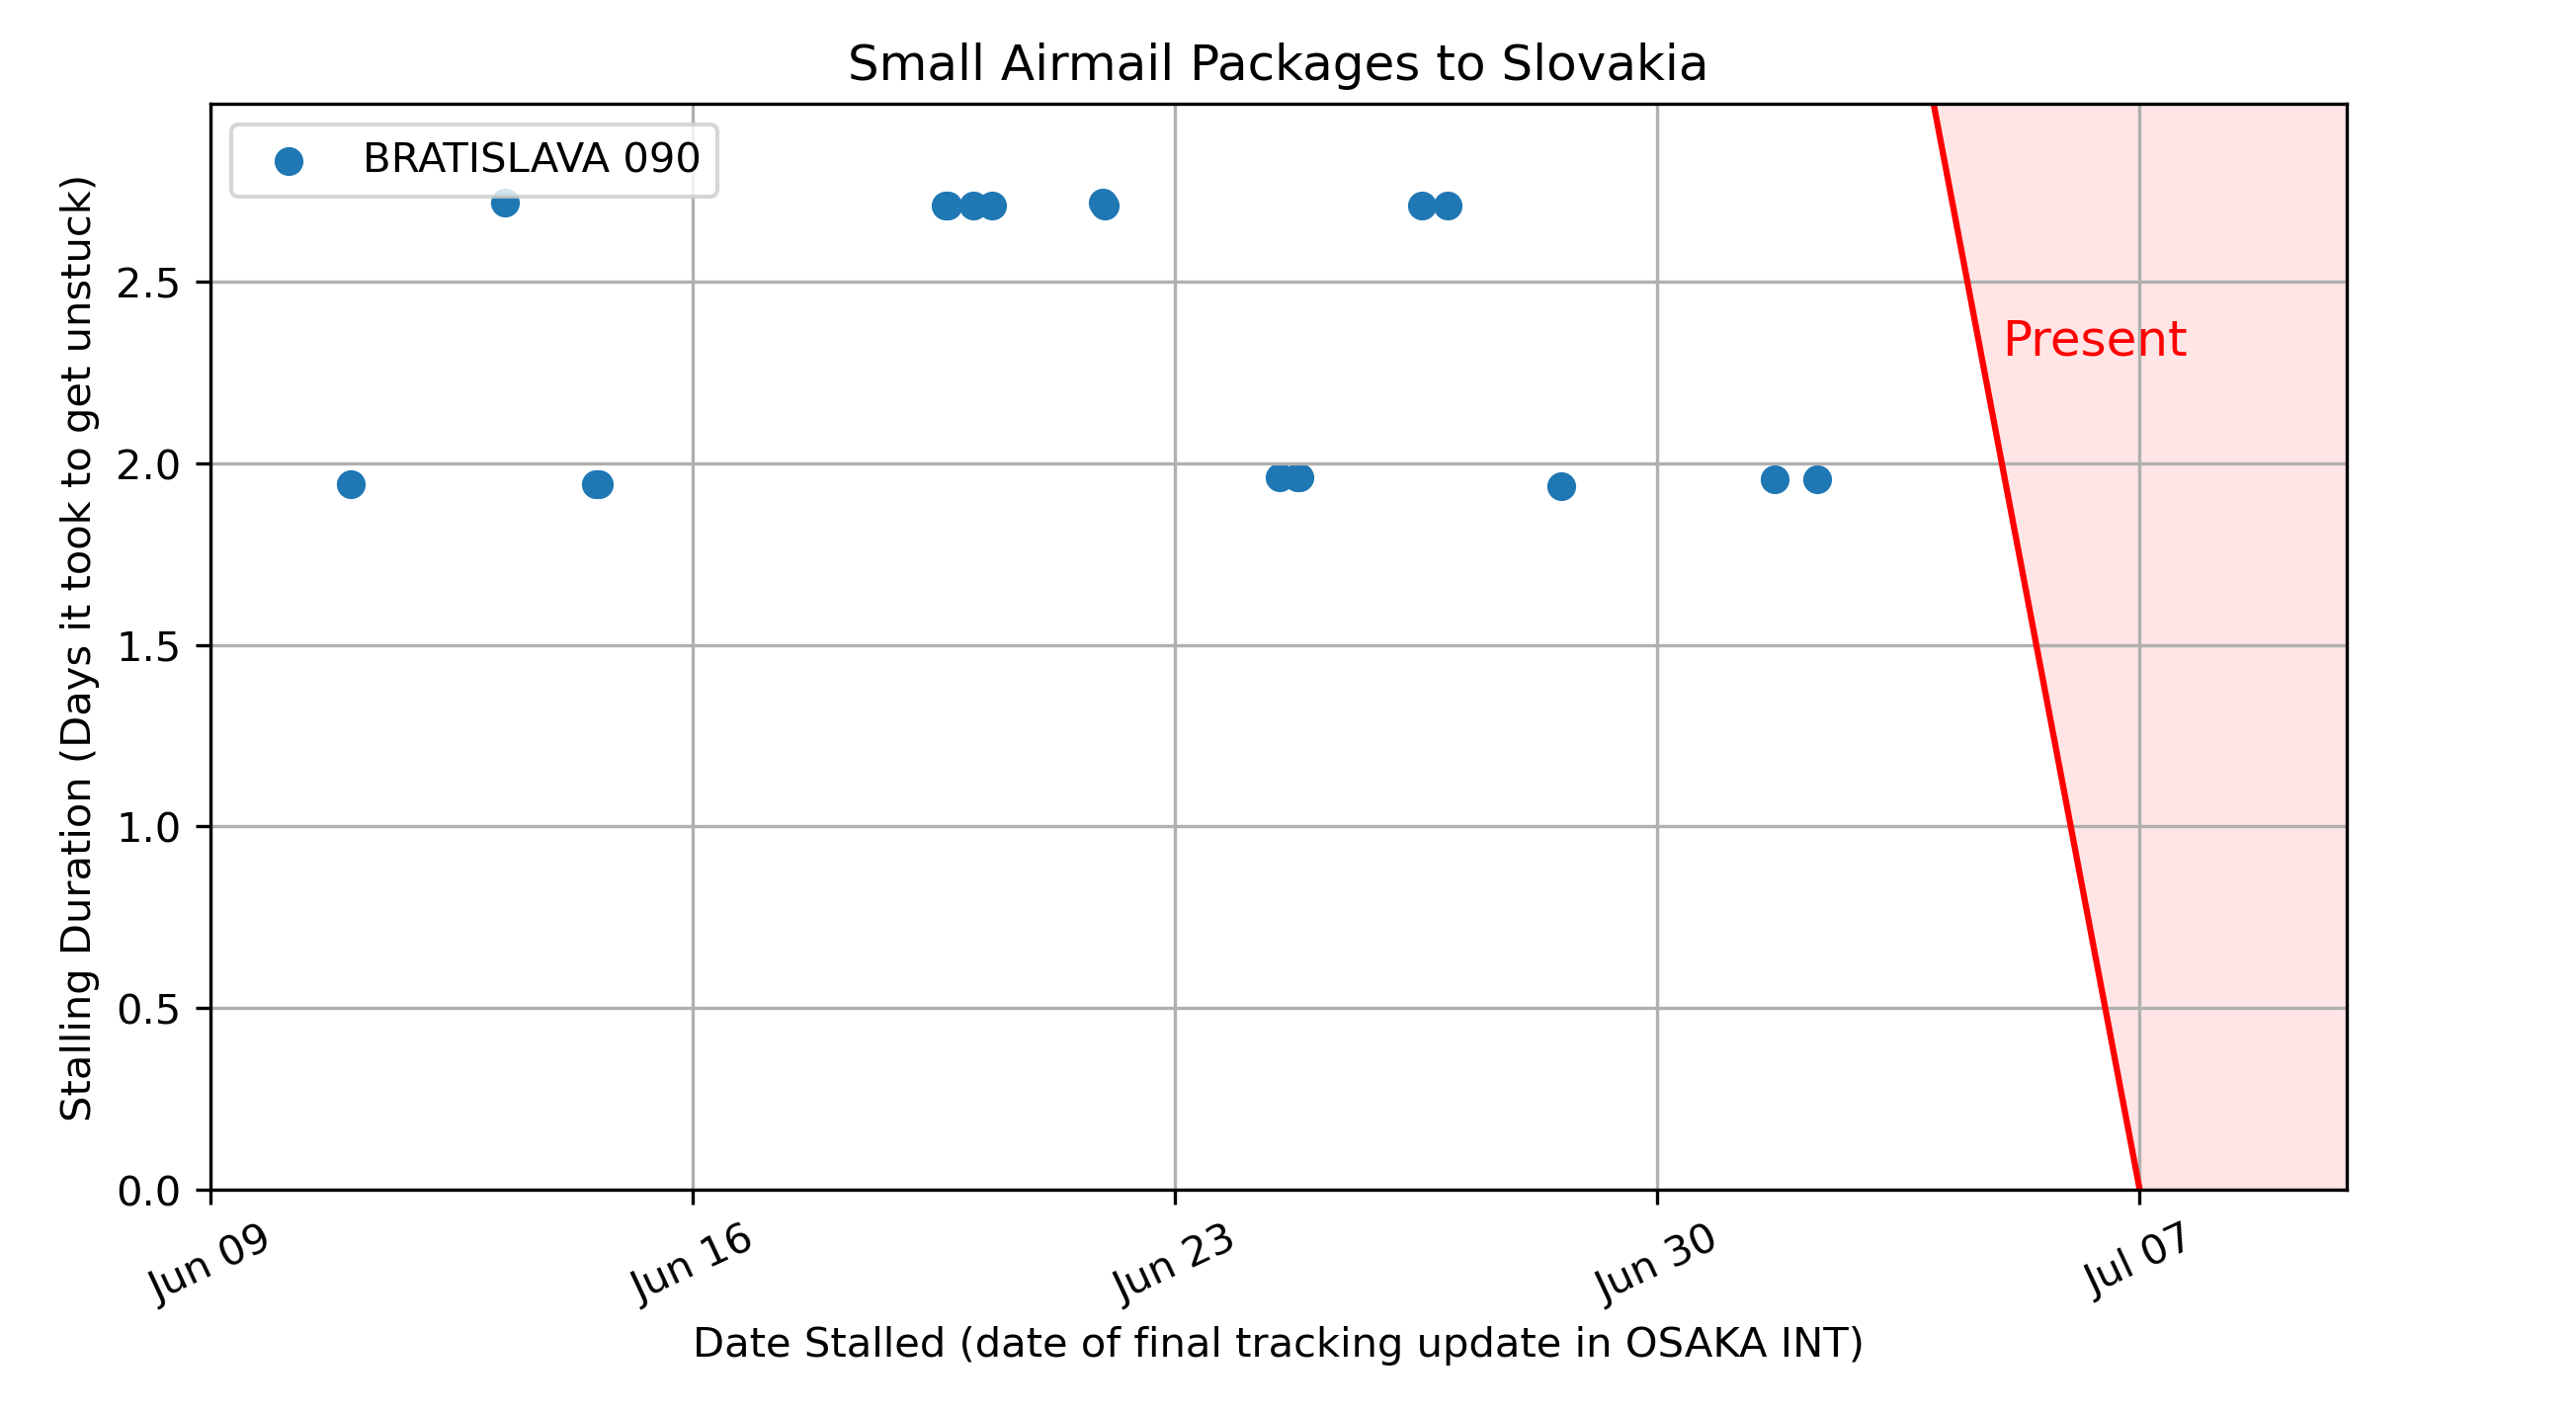 Small Airmail Packages to Slovakia
BRATISLAVA 090
Stalling Duration (Days it took to get unstuck)
2.5
2.0
1.5
1.0
0.5
0.0
Present
Jun 09
Jun 16
Jun 23
Jun 30
Jul 07
Date Stalled (date of final tracking update in OSAKA INT)